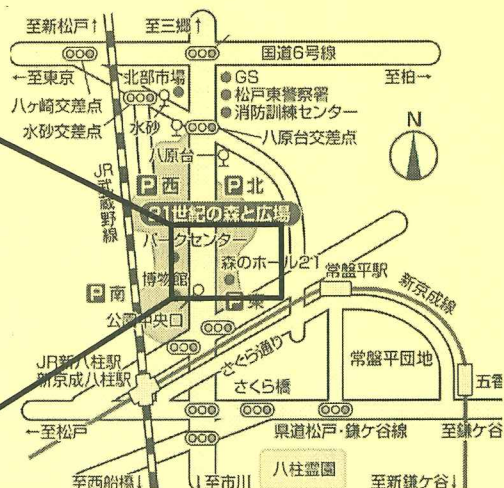 ↑至新松戸
至三郷↑
国道6号線
←至東京
北部市場
GS
松戸東警察署
消防訓練センター
至柏→
八ヶ崎交差点
水砂交差点
水砂
八原台交差点
八原台
N
JR武蔵野線
P西
P北
21世紀の森と広場
パークセンター
森のホール21
博物館
P南
P東
公園中央口
常盤平駅
新京成線
JR新八柱駅
新京成八柱駅
さくら通り
さくら橋
常盤平団地
五香
←至松戸
県道松戸・鎌ケ谷線
至鎌ケ谷
八柱霊園
至西船橋↓
↓至市川
至新鎌ケ谷↓